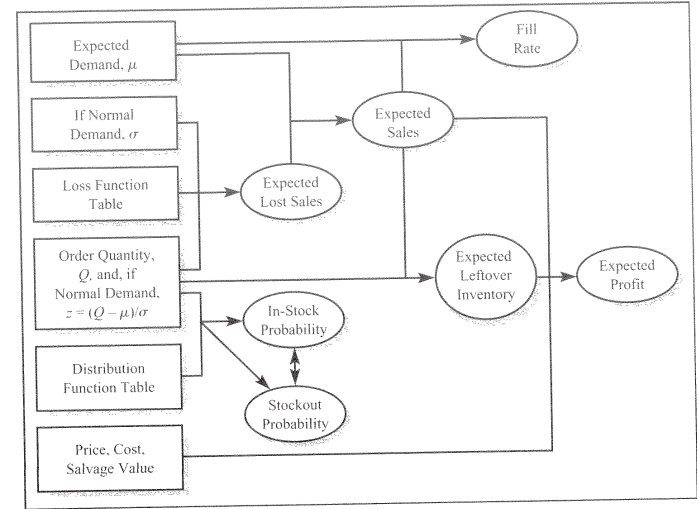 Expected
Demand, μ
Fill
Rate
If Normal
Demand, σ
Expected
Sales
Loss Function
Table
Expected
Lost Sales
Order Quantity,
Q, and, if
Normal Demand,
z = (Q – μ)/σ
Expected
Leftover
Inventory
Expected
Profit
In-Stock
Probability
Distribution
Function Table
Stockout
Probability
Price, Cost,
Salvage Value